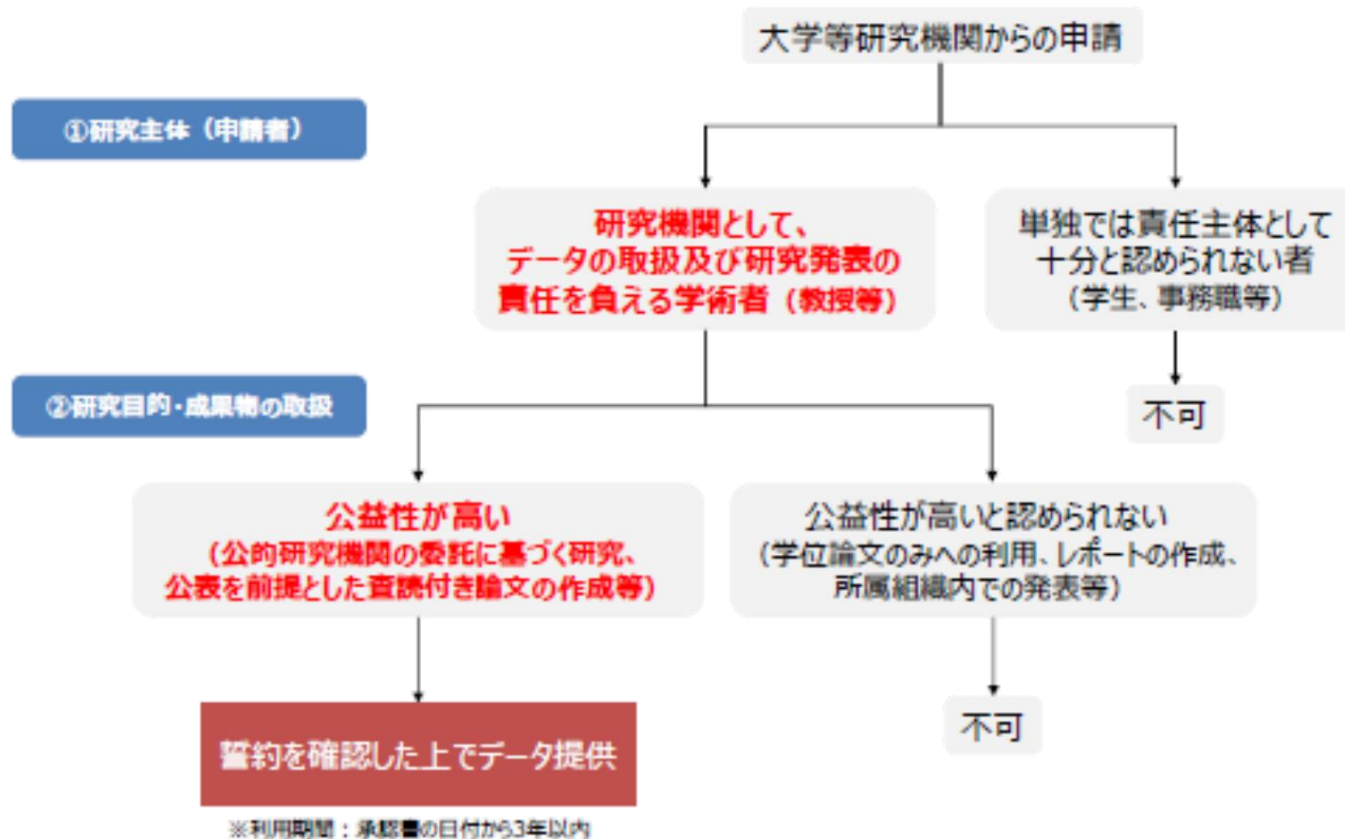 大学等研究機関からの申請
①研究主体（申請者）
研究機関として、
データの取扱及び研究発表の
責任を負える学術者（教授等）
単独では責任主体として
十分と認められない者
（学生、事務職等）
②研究目的・成果物の取扱
不可
公益性が高い
（公的研究機関の委託に基づく研究、
公表を前提とした査読付き論文の作成等）
公益性が高いと認められない
（学位論文のみへの利用、レポートの作成、
所属組織内での発表等）
誓約を確認した上でデータ提供
不可
※利用期間：承認書の日付から3年以内